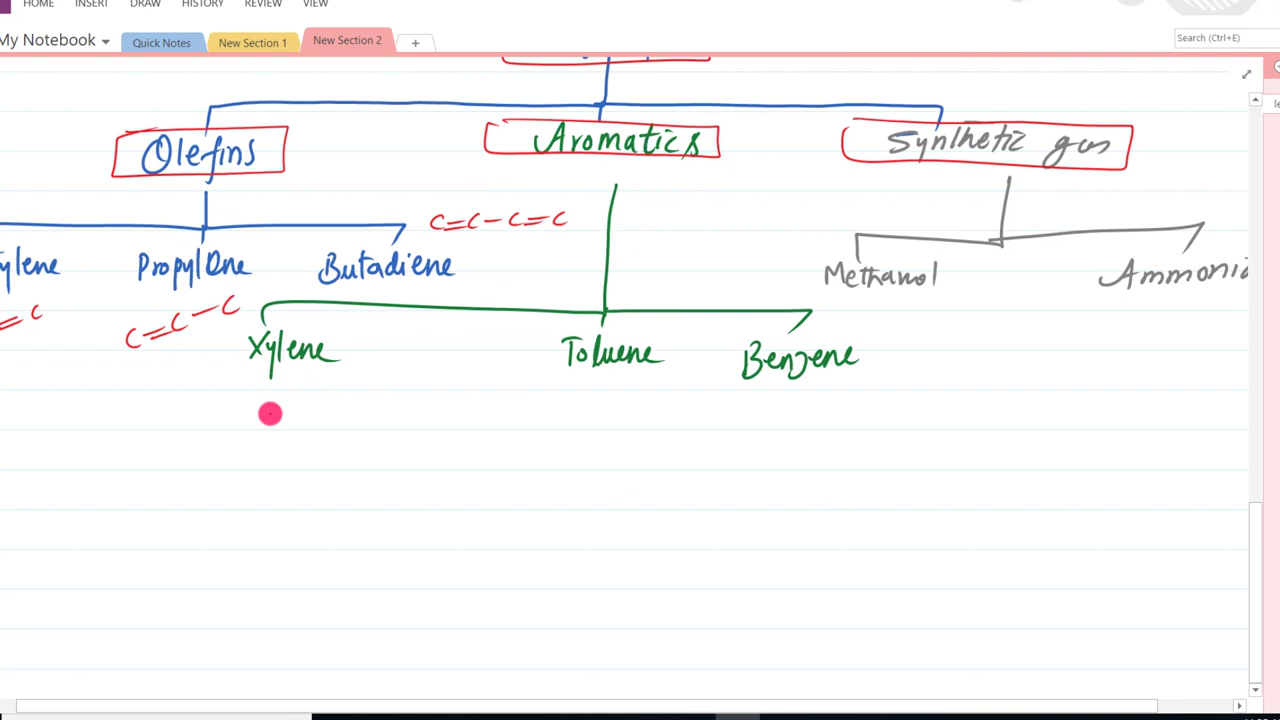 HOME INSERT DRAW HISTORY REVIEW VIEW
My Notebook Quick Notes New Section 1 New Section 2 +
Search (Ctrl+E)
Olefins Aromatics Synthetic gas
C=C-C=C
ylene Propylene Butadiene Methanol Ammonia
= C C=C-C
Xylene Toluene Benzene